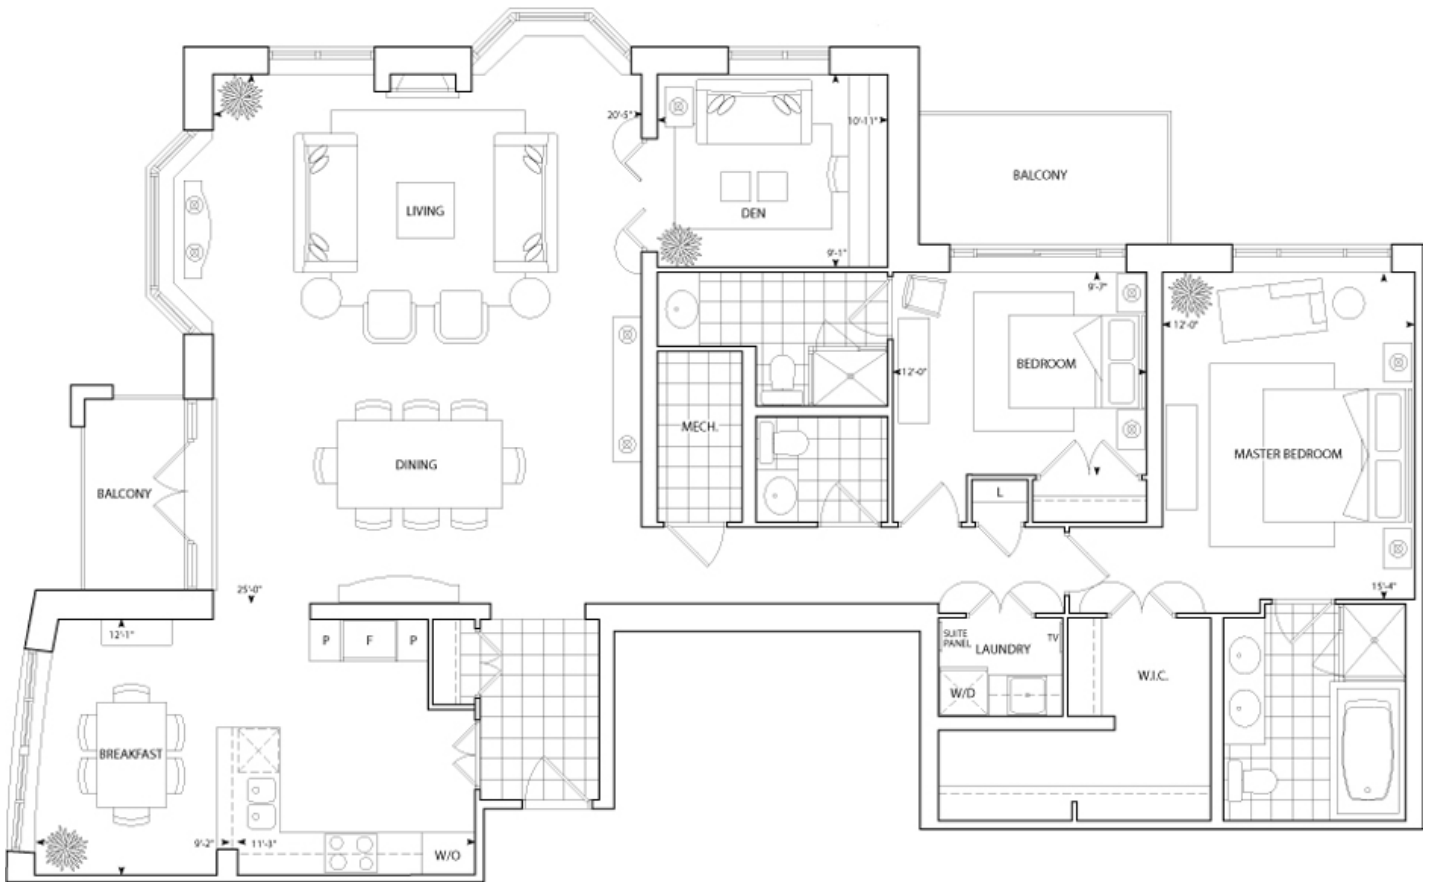 20'-5"
10'-11"
BALCONY
LIVING
DEN
9'-1"
9'-7"
12'-0"
BEDROOM
12'-0"
MECH.
MASTER BEDROOM
DINING
BALCONY
L
25'-0"
15'-4"
12'-1"
P
F
P
SUITE
PANEL
TV
LAUNDRY
W.I.C.
W/D
BREAKFAST
9'-2"
11'-3"
W/O